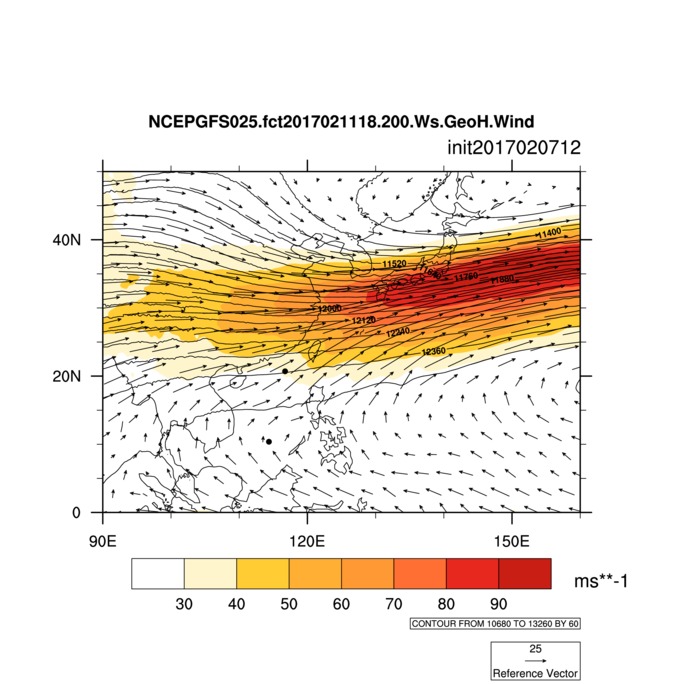 NCEPGFS025.fct2017021118.200.Ws.GeoH.Wind
init2017020712
40N
20N
0
11400
11520
11760
11880
12000
12120
12240
12360
90E
120E
150E
30 40 50 60 70 80 90
ms**-1
CONTOUR FROM 10680 TO 13260 BY 60
25
Reference Vector